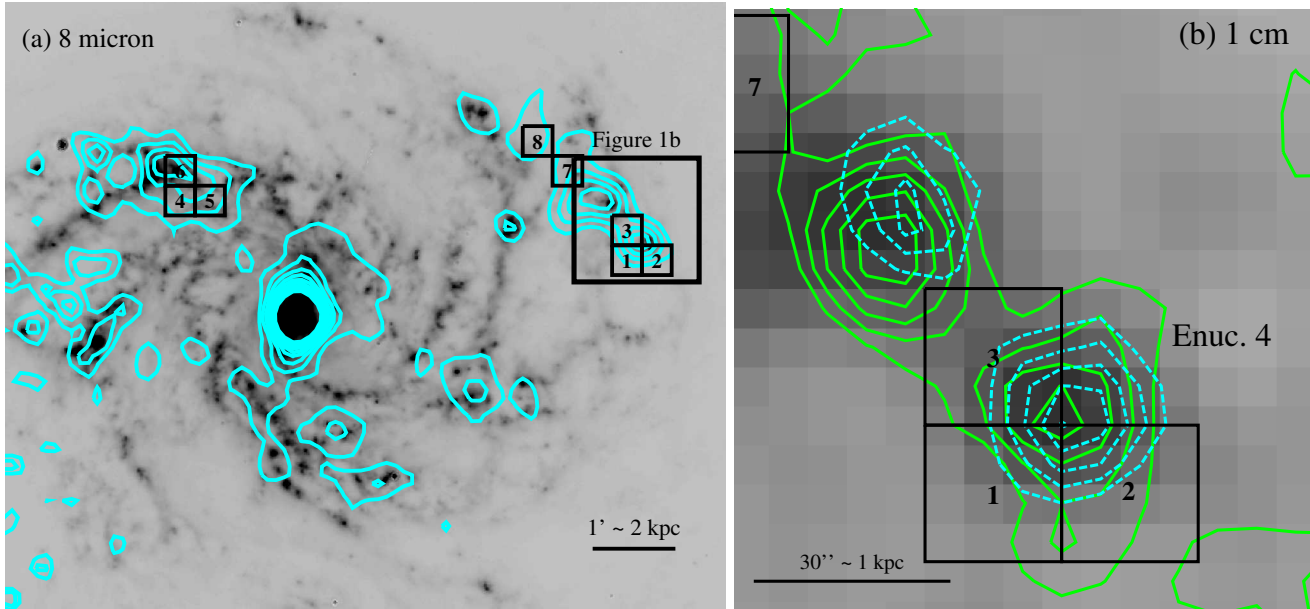 (a) 8 micron
8
Figure 1b
7
6
4 5
3
1 2
1’ ~ 2 kpc
(b) 1 cm
7
Enuc. 4
3
1
2
30’’ ~ 1 kpc